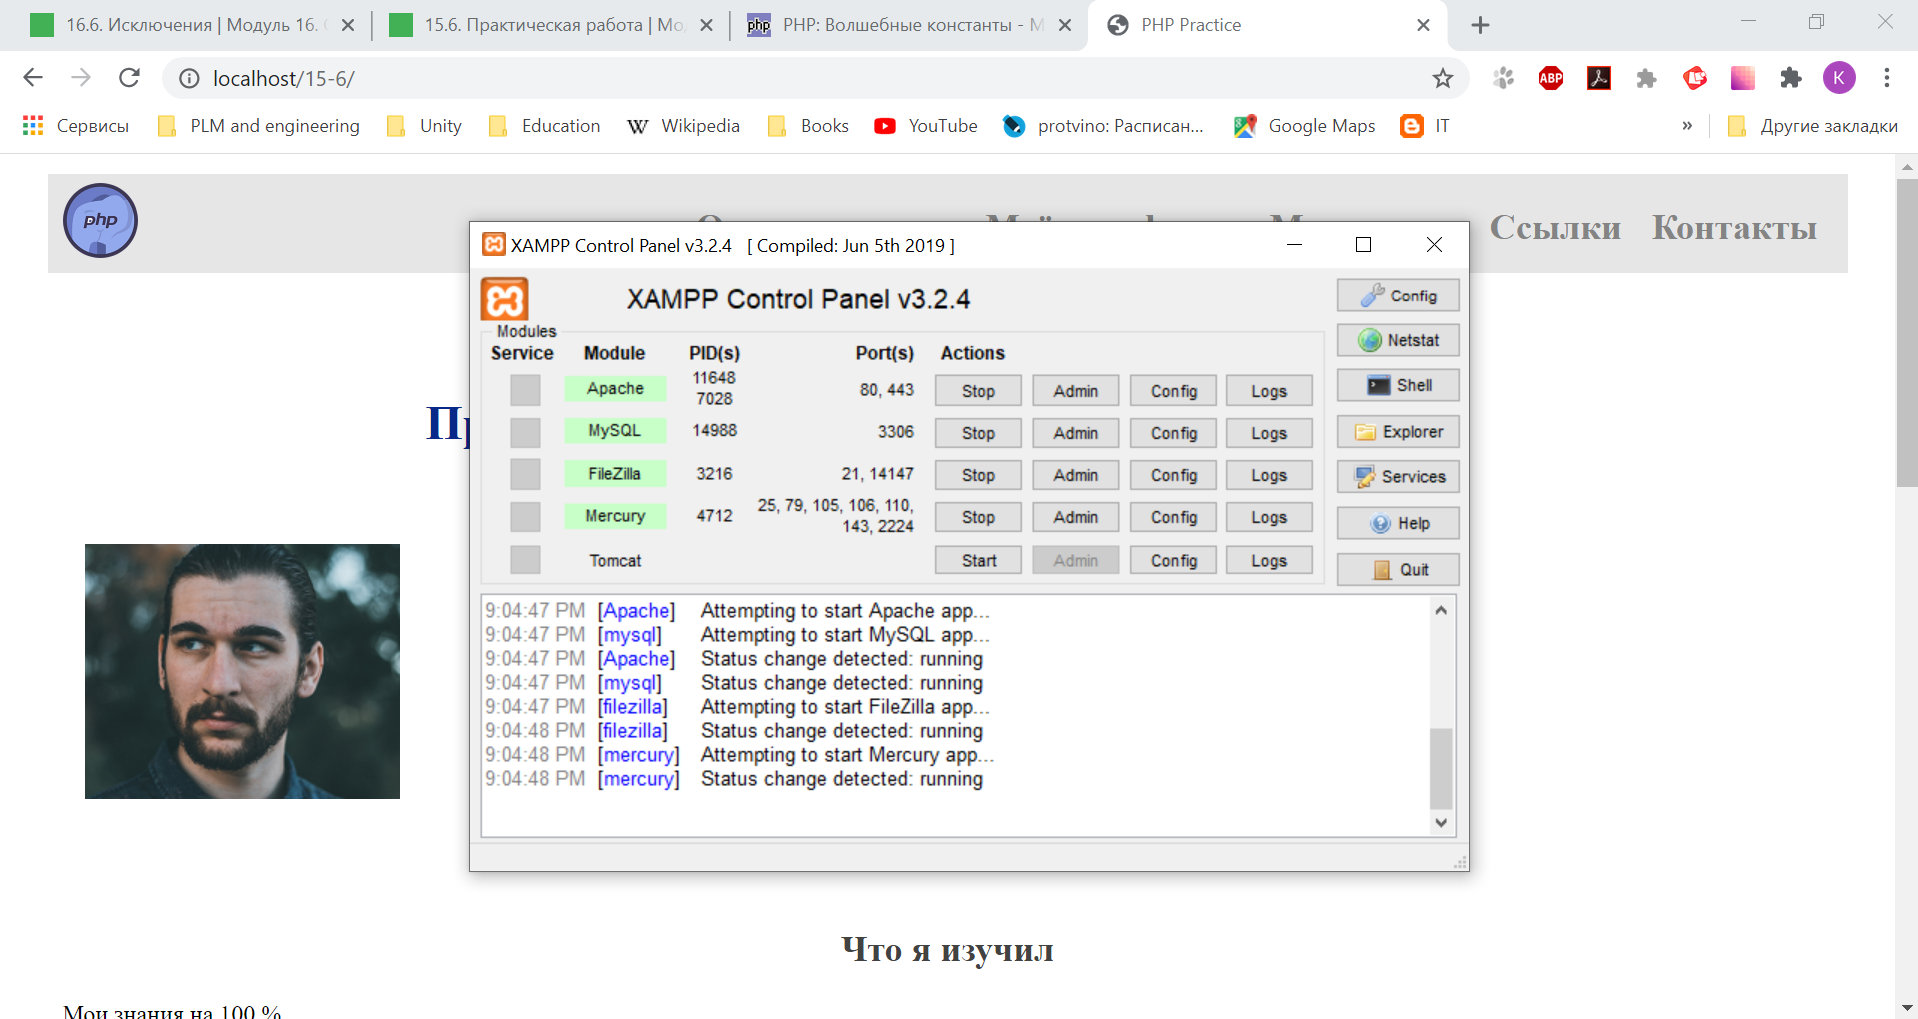 16.6. Исключения | Модуль 16.
15.6. Практическая работа | Мо
php PHP: Волшебные константы - М
PHP Practice
localhost/15-6/
ABP
K
Сервисы PLM and engineering Unity Education W Wikipedia Books YouTube protvino: Расписан... Google Maps IT » Другие закладки
php
Ссылки Контакты
XAMPP Control Panel v3.2.4 [ Compiled: Jun 5th 2019 ]
XAMPP Control Panel v3.2.4
Modules
Service Module PID(s) Port(s) Actions
Apache 11648 7028 80, 443 Stop Admin Config Logs
MySQL 14988 3306 Stop Admin Config Logs
FileZilla 3216 21, 14147 Stop Admin Config Logs
Mercury 4712 25, 79, 105, 106, 110, 143, 2224 Stop Admin Config Logs
Tomcat Start Admin Config Logs
Config
Netstat
Shell
Explorer
Services
Help
Quit
9:04:47 PM [Apache] Attempting to start Apache app...
9:04:47 PM [mysql] Attempting to start MySQL app...
9:04:47 PM [Apache] Status change detected: running
9:04:47 PM [mysql] Status change detected: running
9:04:47 PM [filezilla] Attempting to start FileZilla app...
9:04:48 PM [filezilla] Status change detected: running
9:04:48 PM [mercury] Attempting to start Mercury app...
9:04:48 PM [mercury] Status change detected: running
Что я изучил
Мои знания на 100 %